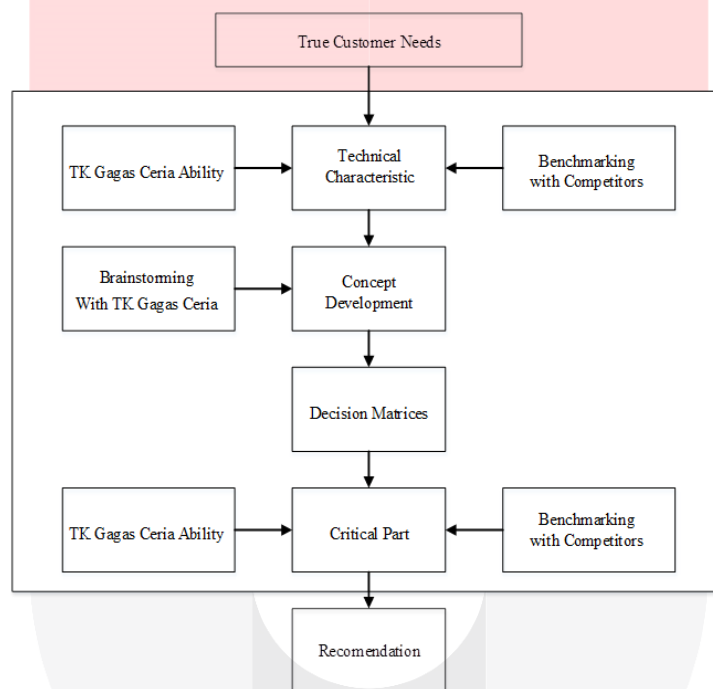 True Customer Needs
TK Gagas Ceria Ability
Technical
Characteristic
Benchmarking
with Competitors
Brainstorming
With TK Gagas Ceria
Concept
Development
Decision Matrices
TK Gagas Ceria Ability
Critical Part
Benchmarking
with Competitors
Recomendation